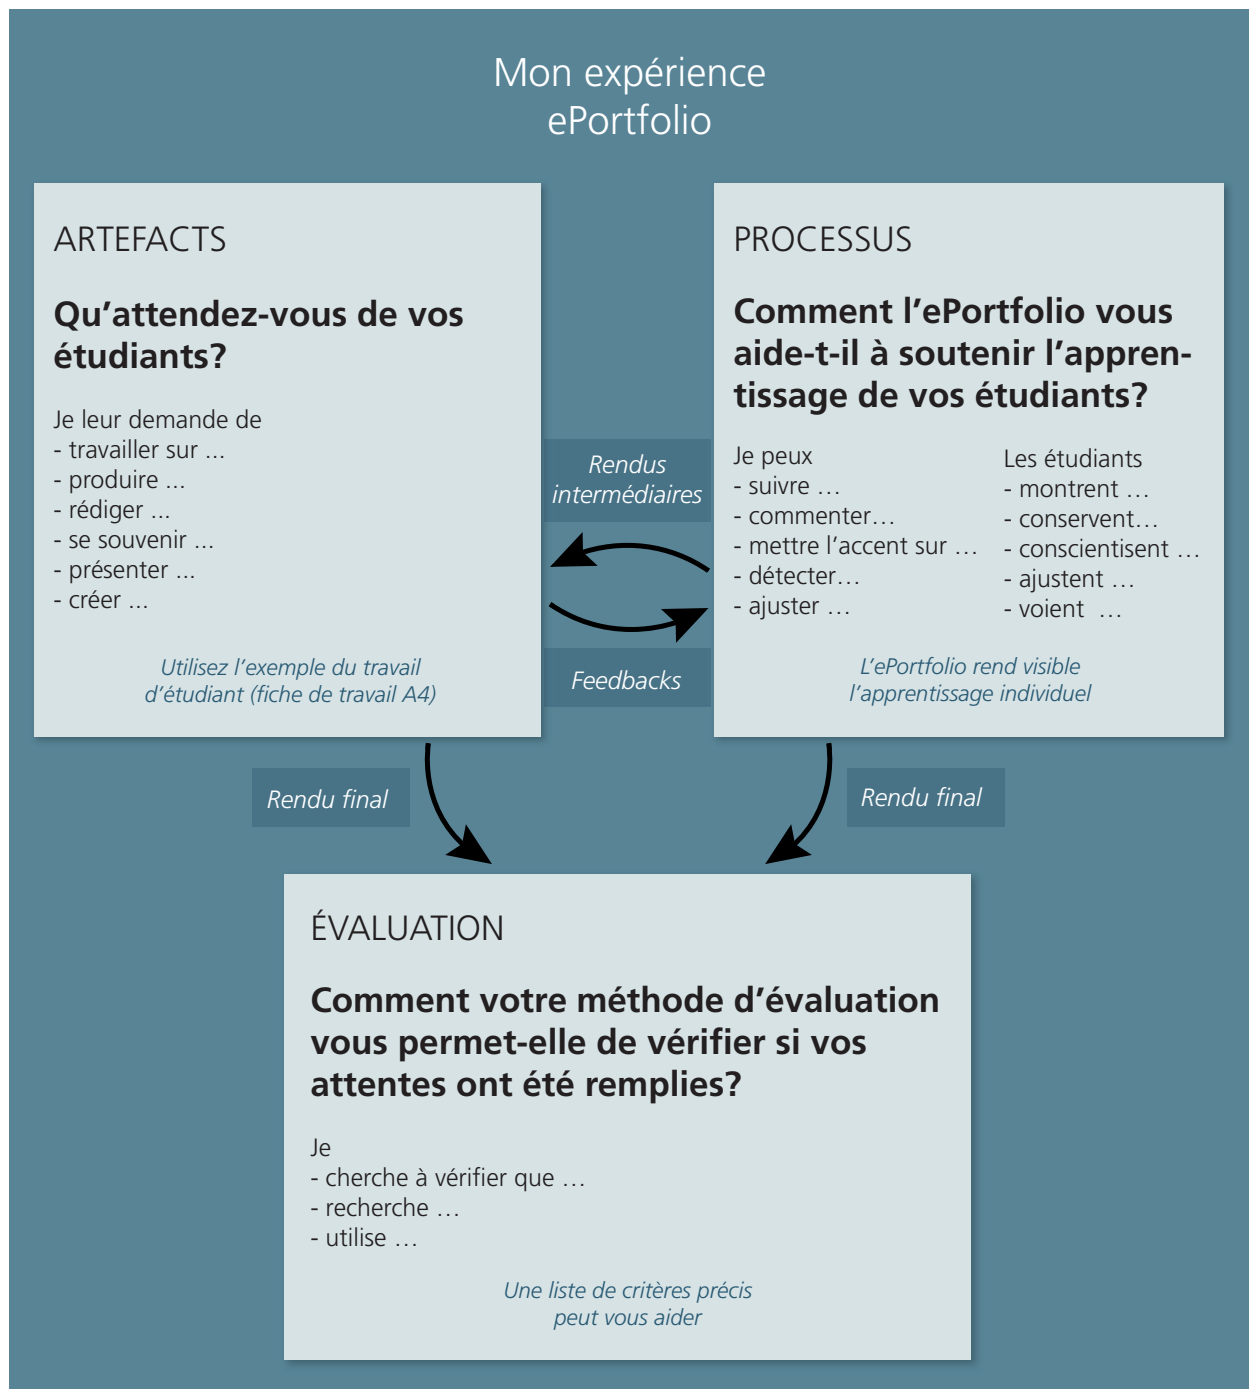 Mon expérience
ePortfolio
ARTEFACTS
Qu'attendez-vous de vos
étudiants?
Je leur demande de
- travailler sur ...
- produire ...
- rédiger ...
- se souvenir ...
- présenter ...
- créer ...
Utilisez l'exemple du travail
d'étudiant (fiche de travail A4)
Rendus
intermédiaires
Feedbacks
PROCESSUS
Comment l'ePortfolio vous
aide-t-il à soutenir l'appren-
tissage de vos étudiants?
Je peux
- suivre …
- commenter…
- mettre l'accent sur …
- détecter…
- ajuster …
Les étudiants
- montrent …
- conservent…
- conscientisent …
- ajustent …
- voient  …
L'ePortfolio rend visible
l'apprentissage individuel
Rendu final
Rendu final
ÉVALUATION
Comment votre méthode d'évaluation
vous permet-elle de vérifier si vos
attentes ont été remplies?
Je
- cherche à vérifier que …
- recherche …
- utilise …
Une liste de critères précis
peut vous aider